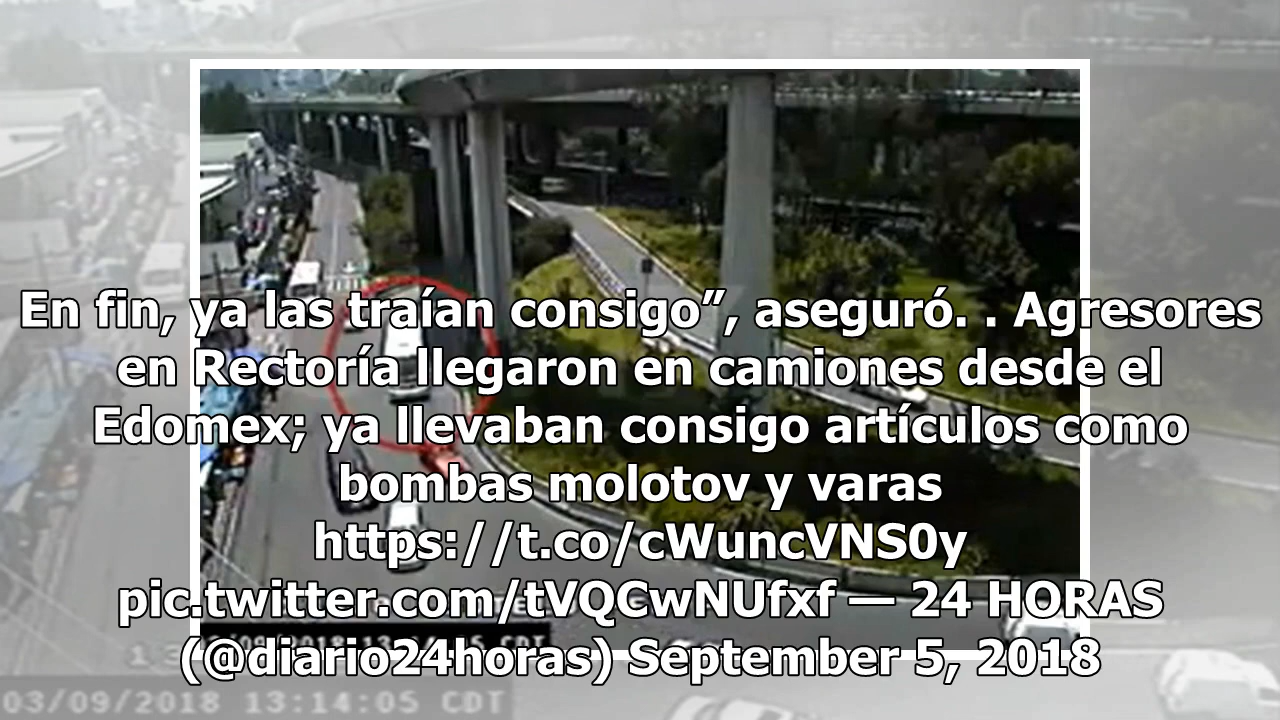 En fin, ya las traían consigo”, aseguró. . Agresores
en Rectoría llegaron en camiones desde el
Edomex; ya llevaban consigo artículos como
bombas molotov y varas
https://t.co/cWuncVNS0y
pic.twitter.com/tVQCwNUfxf — 24 HORAS
(@diario24horas) September 5, 2018
03/09/2018 13:14:05 CDT